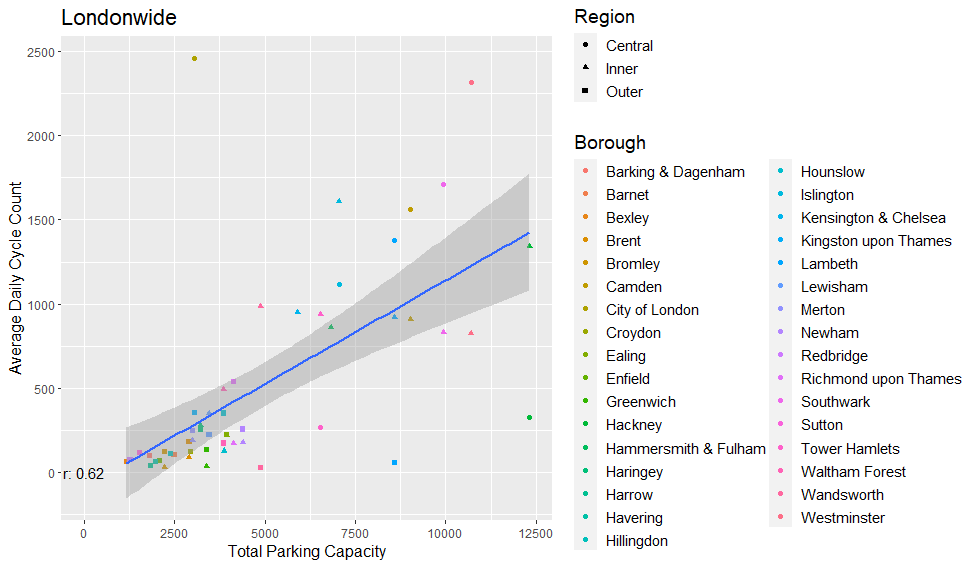 Londonwide
Average Daily Cycle Count
2500
2000
1500
1000
500
0
r: 0.62
0 2500 5000 7500 10000 12500
Total Parking Capacity
Region
Central
Inner
Outer
Borough
Barking & Dagenham
Barnet
Bexley
Brent
Bromley
Camden
City of London
Croydon
Ealing
Enfield
Greenwich
Hackney
Hammersmith & Fulham
Haringey
Harrow
Havering
Hillingdon
Hounslow
Islington
Kensington & Chelsea
Kingston upon Thames
Lambeth
Lewisham
Merton
Newham
Redbridge
Richmond upon Thames
Southwark
Sutton
Tower Hamlets
Waltham Forest
Wandsworth
Westminster